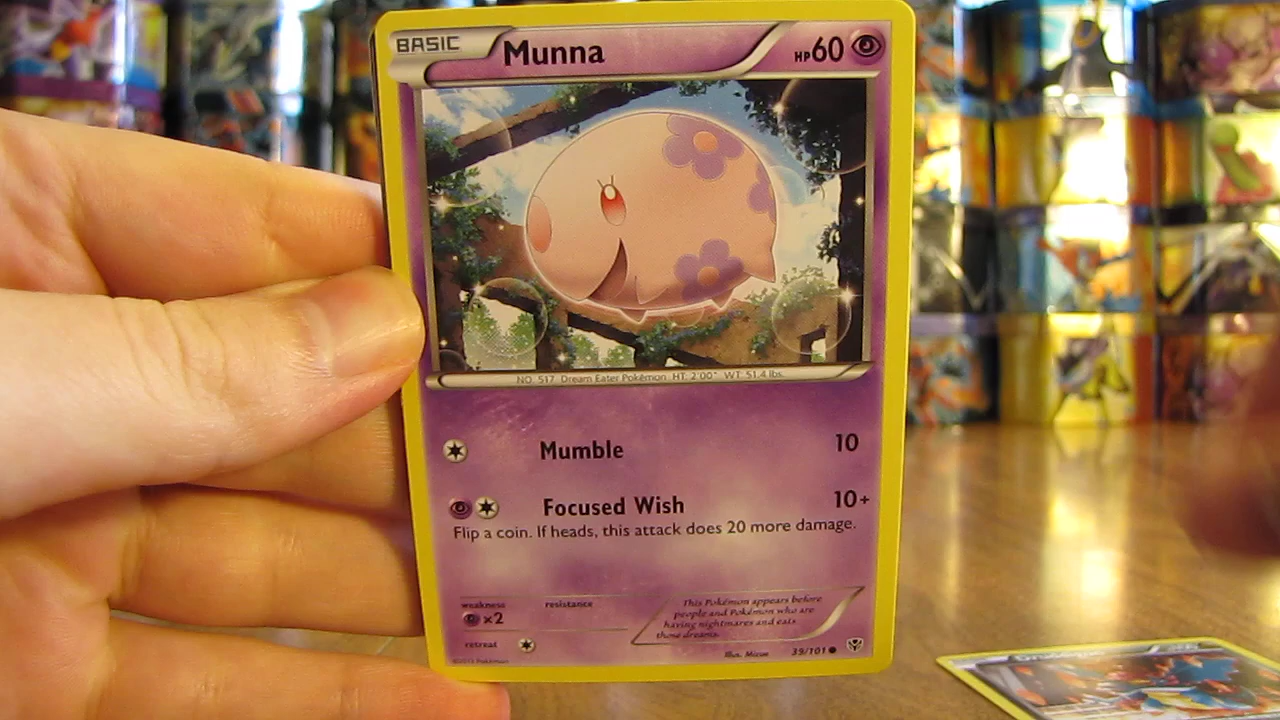 BASIC Munna HP60
NO. 517 Dream Eater Pokémon HT: 2'00" WT: 51.4 lbs.
Mumble 10
Focused Wish 10+
Flip a coin. If heads, this attack does 20 more damage.
weakness resistance
×2
retreat
This Pokémon appears before
people and Pokémon who are
having nightmares and eats
those dreams.
©2013 Pokémon
Illus. Mizue 39/101